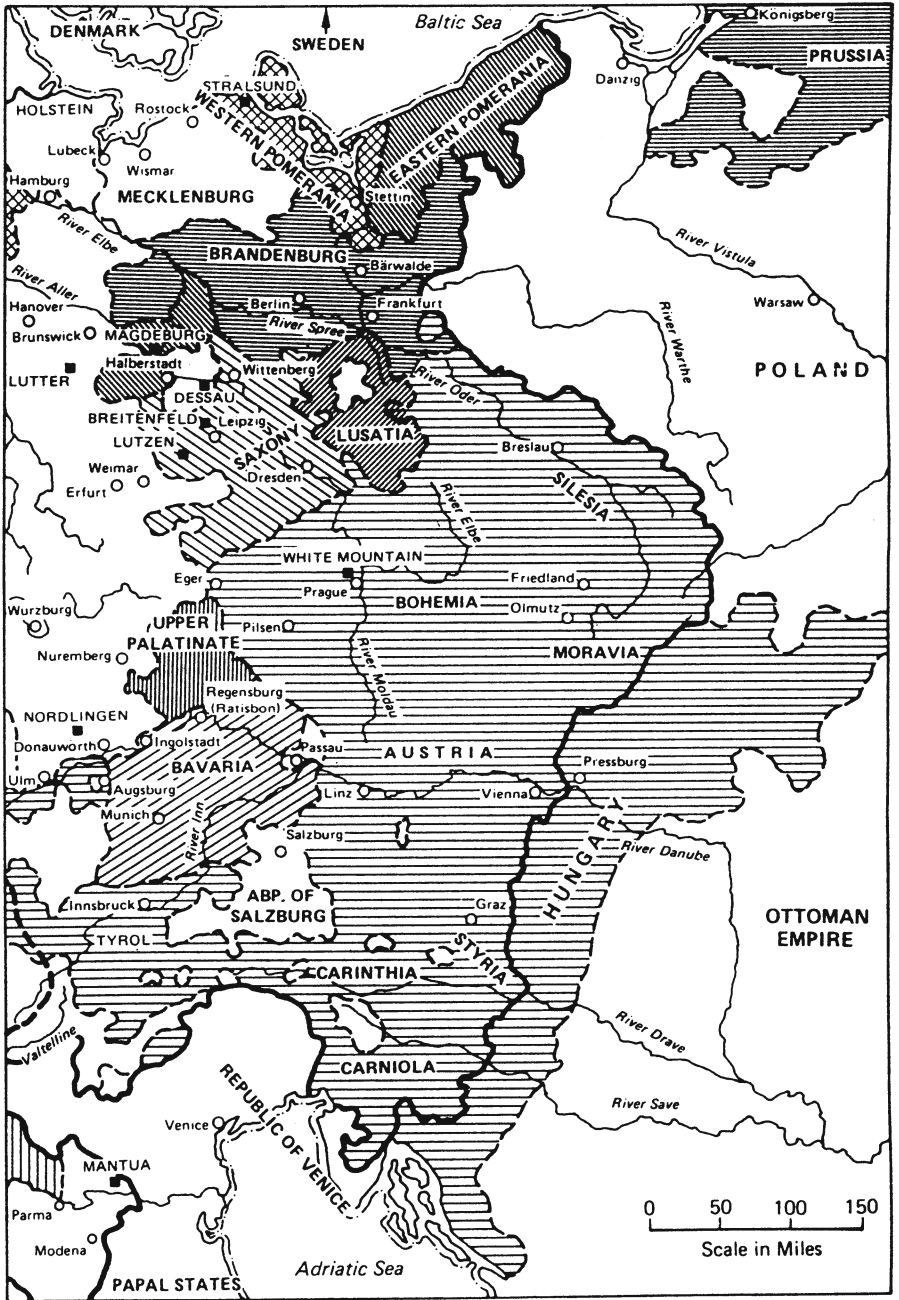 Baltic Sea
Königsberg
DENMARK
SWEDEN
PRUSSIA
Danzig
STRALSUND
HOLSTEIN
Rostock
WESTERN POMERANIA
EASTERN POMERANIA
Lubeck
Wismar
Hamburg
MECKLENBURG
Stettin
River Elbe
River Vistula
BRANDENBURG
Bärwalde
River Aller
Hanover
Berlin
Frankfurt
Warsaw
River Spree
Brunswick
MAGDEBURG
River Warthe
Halberstadt
Wittenberg
POLAND
LUTTER
DESSAU
River Oder
BREITENFELD
Leipzig
LUTZEN
SAXONY
LUSATIA
Breslau
Weimar
Dresden
Erfurt
SILESIA
River Elbe
WHITE MOUNTAIN
Eger
Prague
Friedland
BOHEMIA
Wurzburg
Olmutz
UPPER
PALATINATE
Pilsen
Nuremberg
MORAVIA
River Moldau
Regensburg
(Ratisbon)
NORDLINGEN
Donauworth
Ingolstadt
Passau
AUSTRIA
BAVARIA
Pressburg
Ulm
Augsburg
Linz
Vienna
Munich
River Inn
Salzburg
HUNGARY
River Danube
Innsbruck
ABP. OF
SALZBURG
Graz
OTTOMAN
EMPIRE
TYROL
STYRIA
CARINTHIA
Valtelline
River Drave
CARNIOLA
REPUBLIC OF VENICE
River Save
Venice
MANTUA
Parma
Modena
0 50 100 150
Scale in Miles
Adriatic Sea
PAPAL STATES